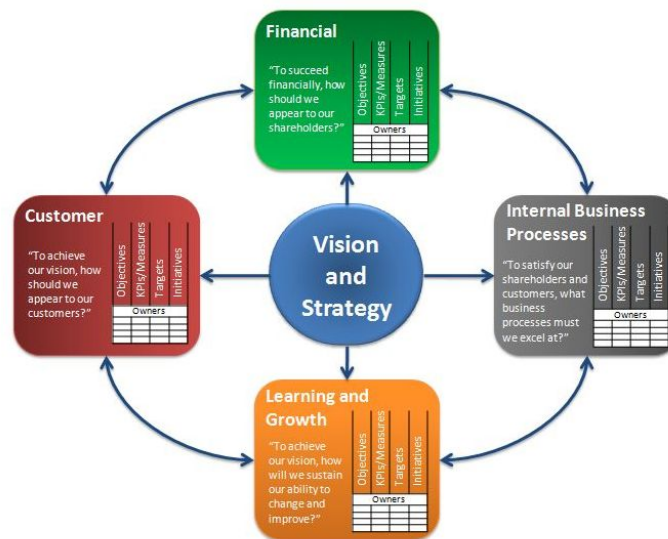 Financial
“To succeed
financially, how
should we
appear to our
shareholders?”
Objectives
KPIs/Measures
Targets
Initiatives
Owners
Customer
“To achieve
our vision, how
should we
appear to our
customers?”
Objectives
KPIs/Measures
Targets
Initiatives
Owners
Vision
and
Strategy
Internal Business
Processes
“To satisfy our
shareholders and
customers, what
business
processes must
we excel at?”
Objectives
KPIs/Measures
Targets
Initiatives
Owners
Learning and
Growth
“To achieve
our vision, how
will we sustain
our ability to
change and
improve?”
Objectives
KPIs/Measures
Targets
Initiatives
Owners